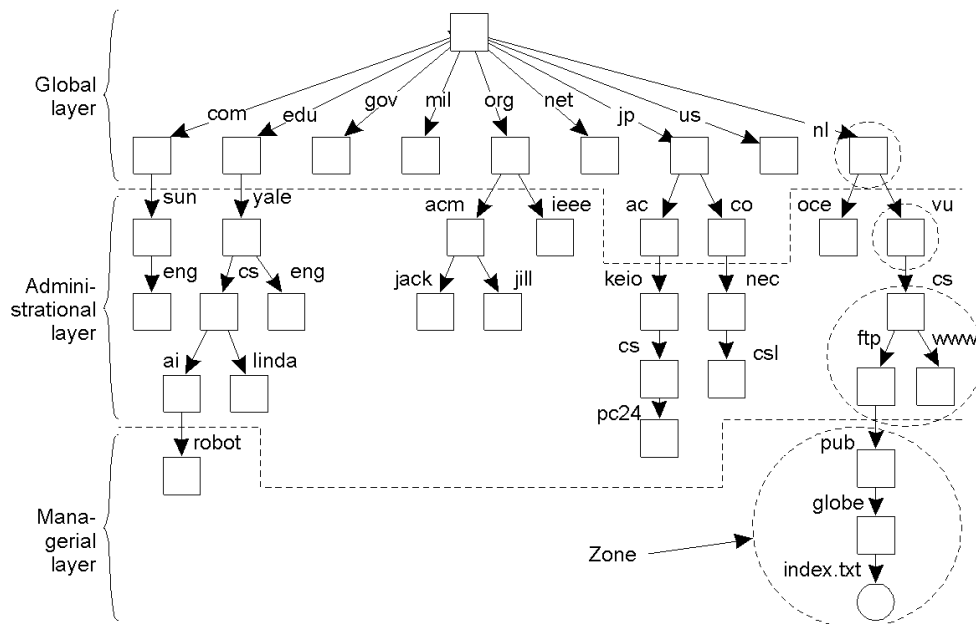 Global
layer
com
edu
gov
mil
org
net
jp
us
nl
sun
yale
acm
ieee
ac
co
oce
vu
Admini-
strational
layer
eng
cs
eng
jack
jill
keio
nec
cs
ai
linda
cs
csl
ftp
www
pc24
robot
pub
Mana-
gerial
layer
globe
Zone
index.txt